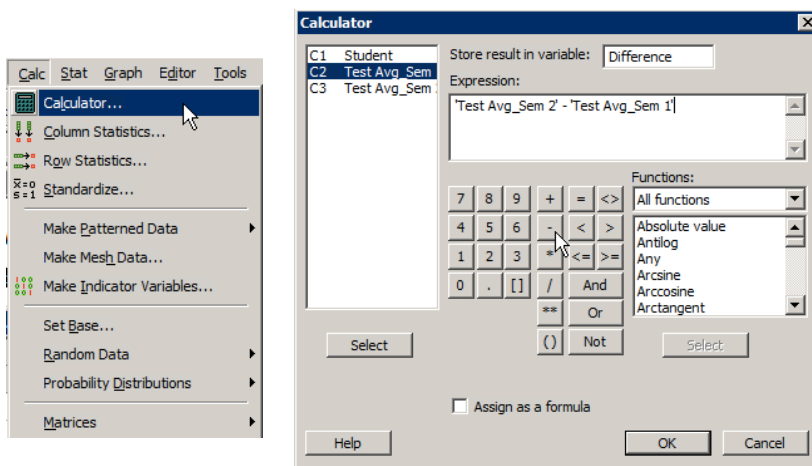 Calc Stat Graph Editor Tools
Calculator...
Column Statistics...
Row Statistics...
Standardize...
Make Patterned Data
Make Mesh Data...
Make Indicator Variables...
Set Base...
Random Data
Probability Distributions
Matrices
Calculator
C1 Student
C2 Test Avg_Sem
C3 Test Avg_Sem
Store result in variable: Difference
Expression:
'Test Avg_Sem 2' - 'Test Avg_Sem 1'
Functions:
7 8 9 + = <> All functions
4 5 6 - < > Absolute value
Antilog
1 2 3 * <= >= Any
Arcsine
0 . [] / And Arccosine
** Or Arctangent
Select () Not Select
Assign as a formula
Help OK Cancel